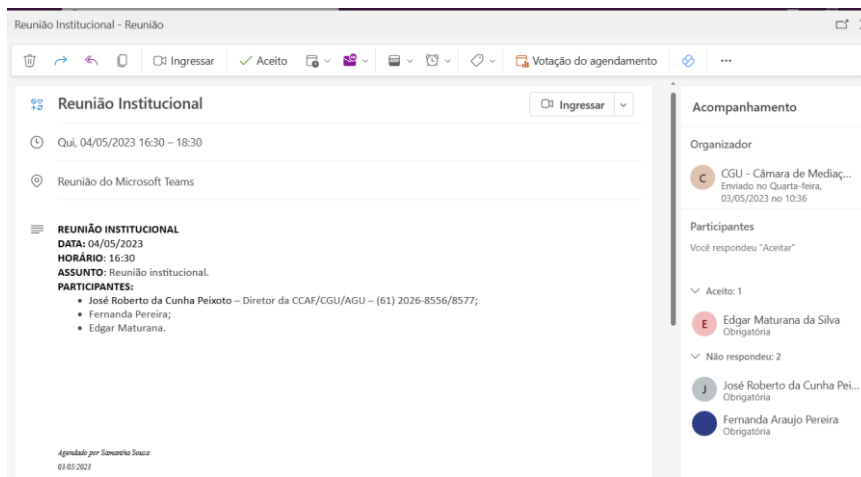 Reunião Institucional - Reunião
Ingressar
Aceito
Votação do agendamento
Reunião Institucional
Ingressar
Qui, 04/05/2023 16:30 – 18:30
Reunião do Microsoft Teams
REUNIÃO INSTITUCIONAL
DATA: 04/05/2023
HORÁRIO: 16:30
ASSUNTO: Reunião institucional.
PARTICIPANTES:
• José Roberto da Cunha Peixoto – Diretor da CCAF/CGU/AGU – (61) 2026-8556/8577;
• Fernanda Pereira;
• Edgar Maturana.
Agendado por Samantha Sousa
03/05/2023
Acompanhamento
Organizador
C
CGU - Câmara de Mediaç...
Enviado no Quarta-feira,
03/05/2023 no 10:36
Participantes
Você respondeu "Aceitar"
Aceito: 1
E
Edgar Maturana da Silva
Obrigatória
Não respondeu: 2
J
José Roberto da Cunha Pei...
Obrigatória
Fernanda Araujo Pereira
Obrigatória